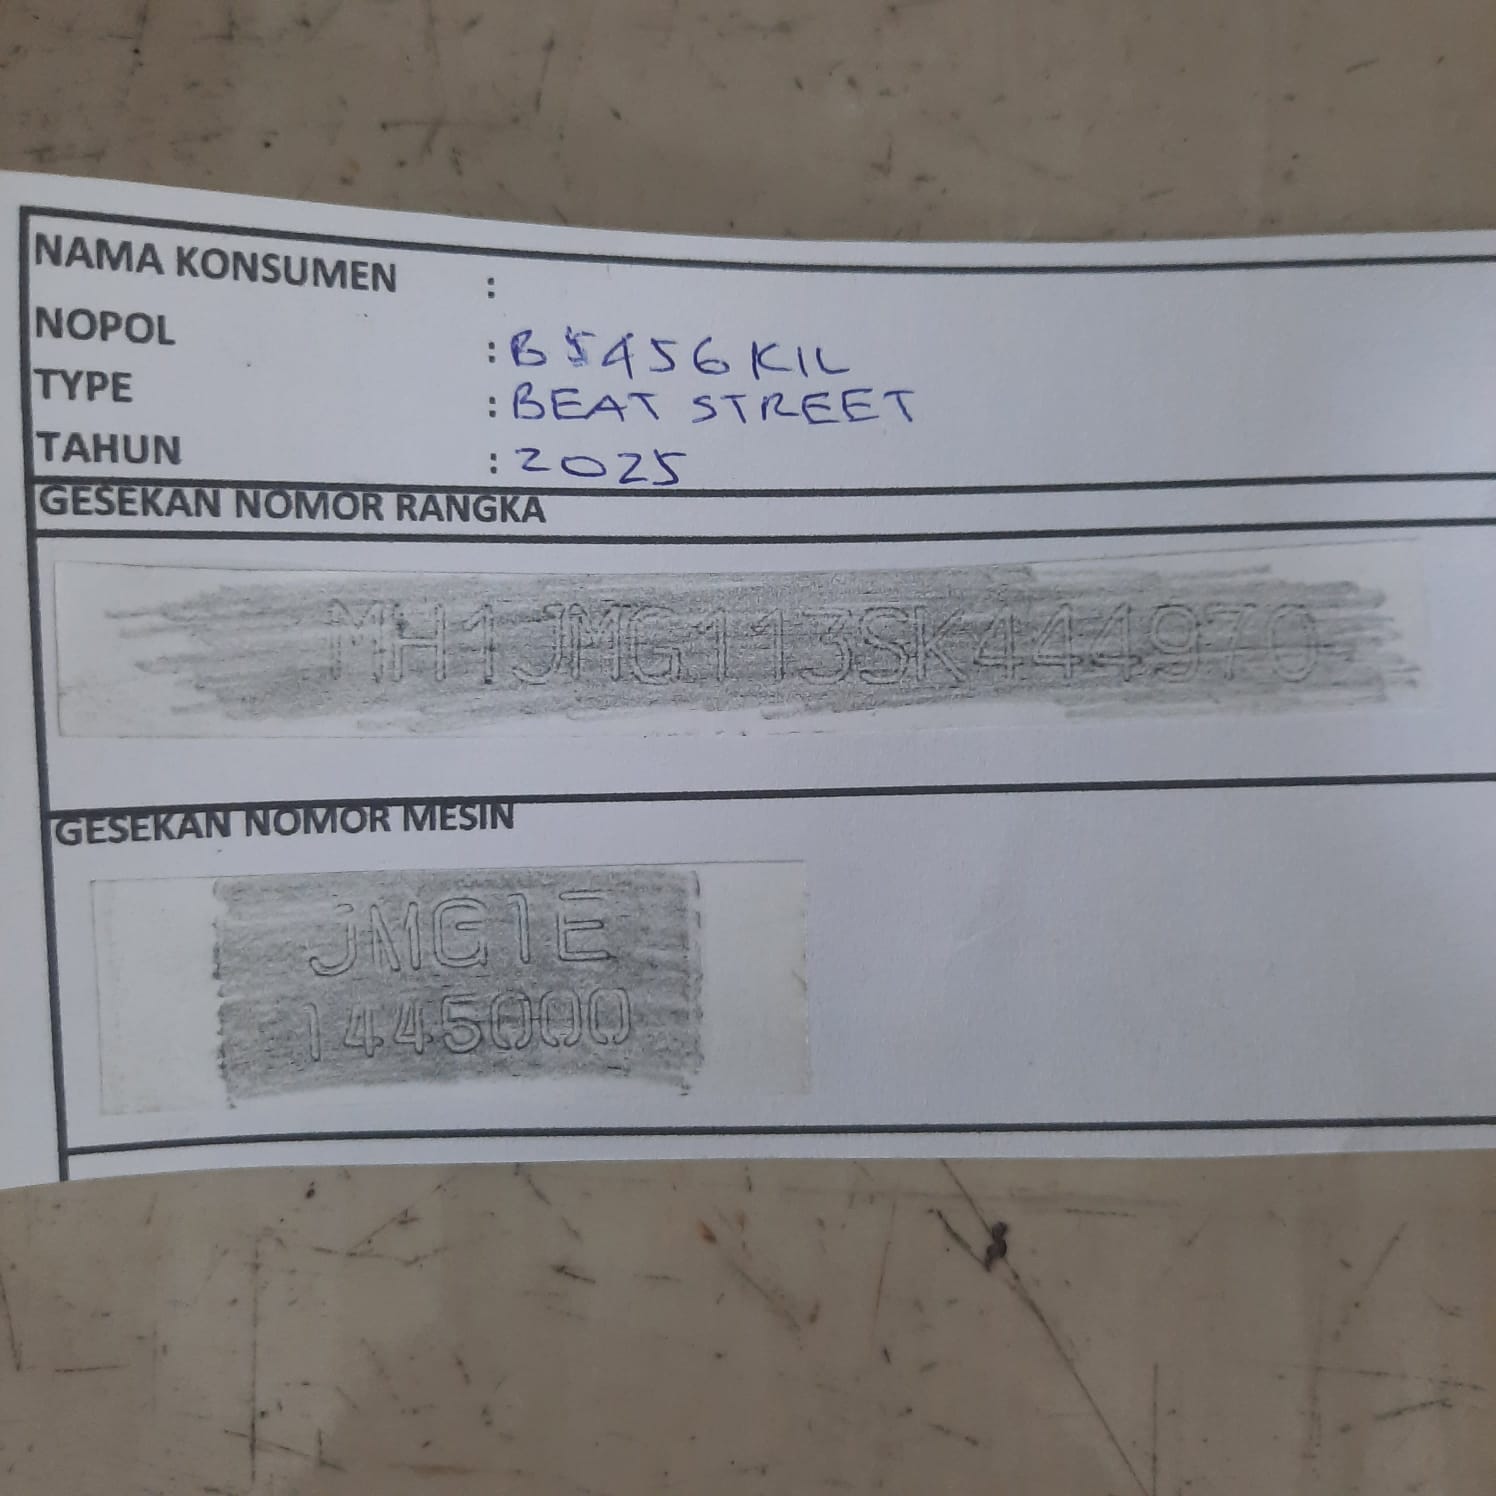 NAMA KONSUMEN :
NOPOL : B 5456 KIL
TYPE : BEAT STREET
TAHUN : 2025
GESEKAN NOMOR RANGKA
MH1JMG113SK444970
GESEKAN NOMOR MESIN
JMG1E
1445000